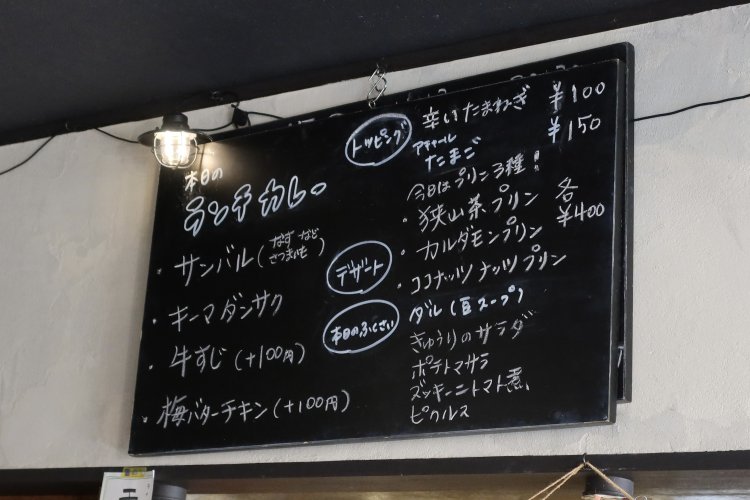 本日の
ランチカレー
・サンバル(なす など さつまいも)
・キーマダンサク
・牛すじ(+100円)
・梅バターチキン(+100円)
トッピング
辛いたまねぎ ¥100
アチャール
たまご ¥150
デザート
今日はプリン3種!
・狭山茶プリン 各
・カルダモンプリン ¥400
・ココナッツナッツプリン
本日のふくさい
ダル(豆スープ)
きゅうりのサラダ
ポテトマサラ
ズッキーニトマト煮、
ピクルス